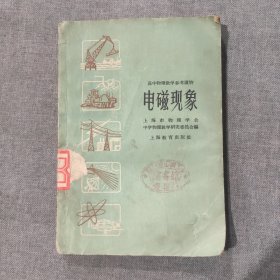 高中物理教学参考读物
电磁现象
上海市物理学会
中学物理教学研究委员会编
上海教育出版社